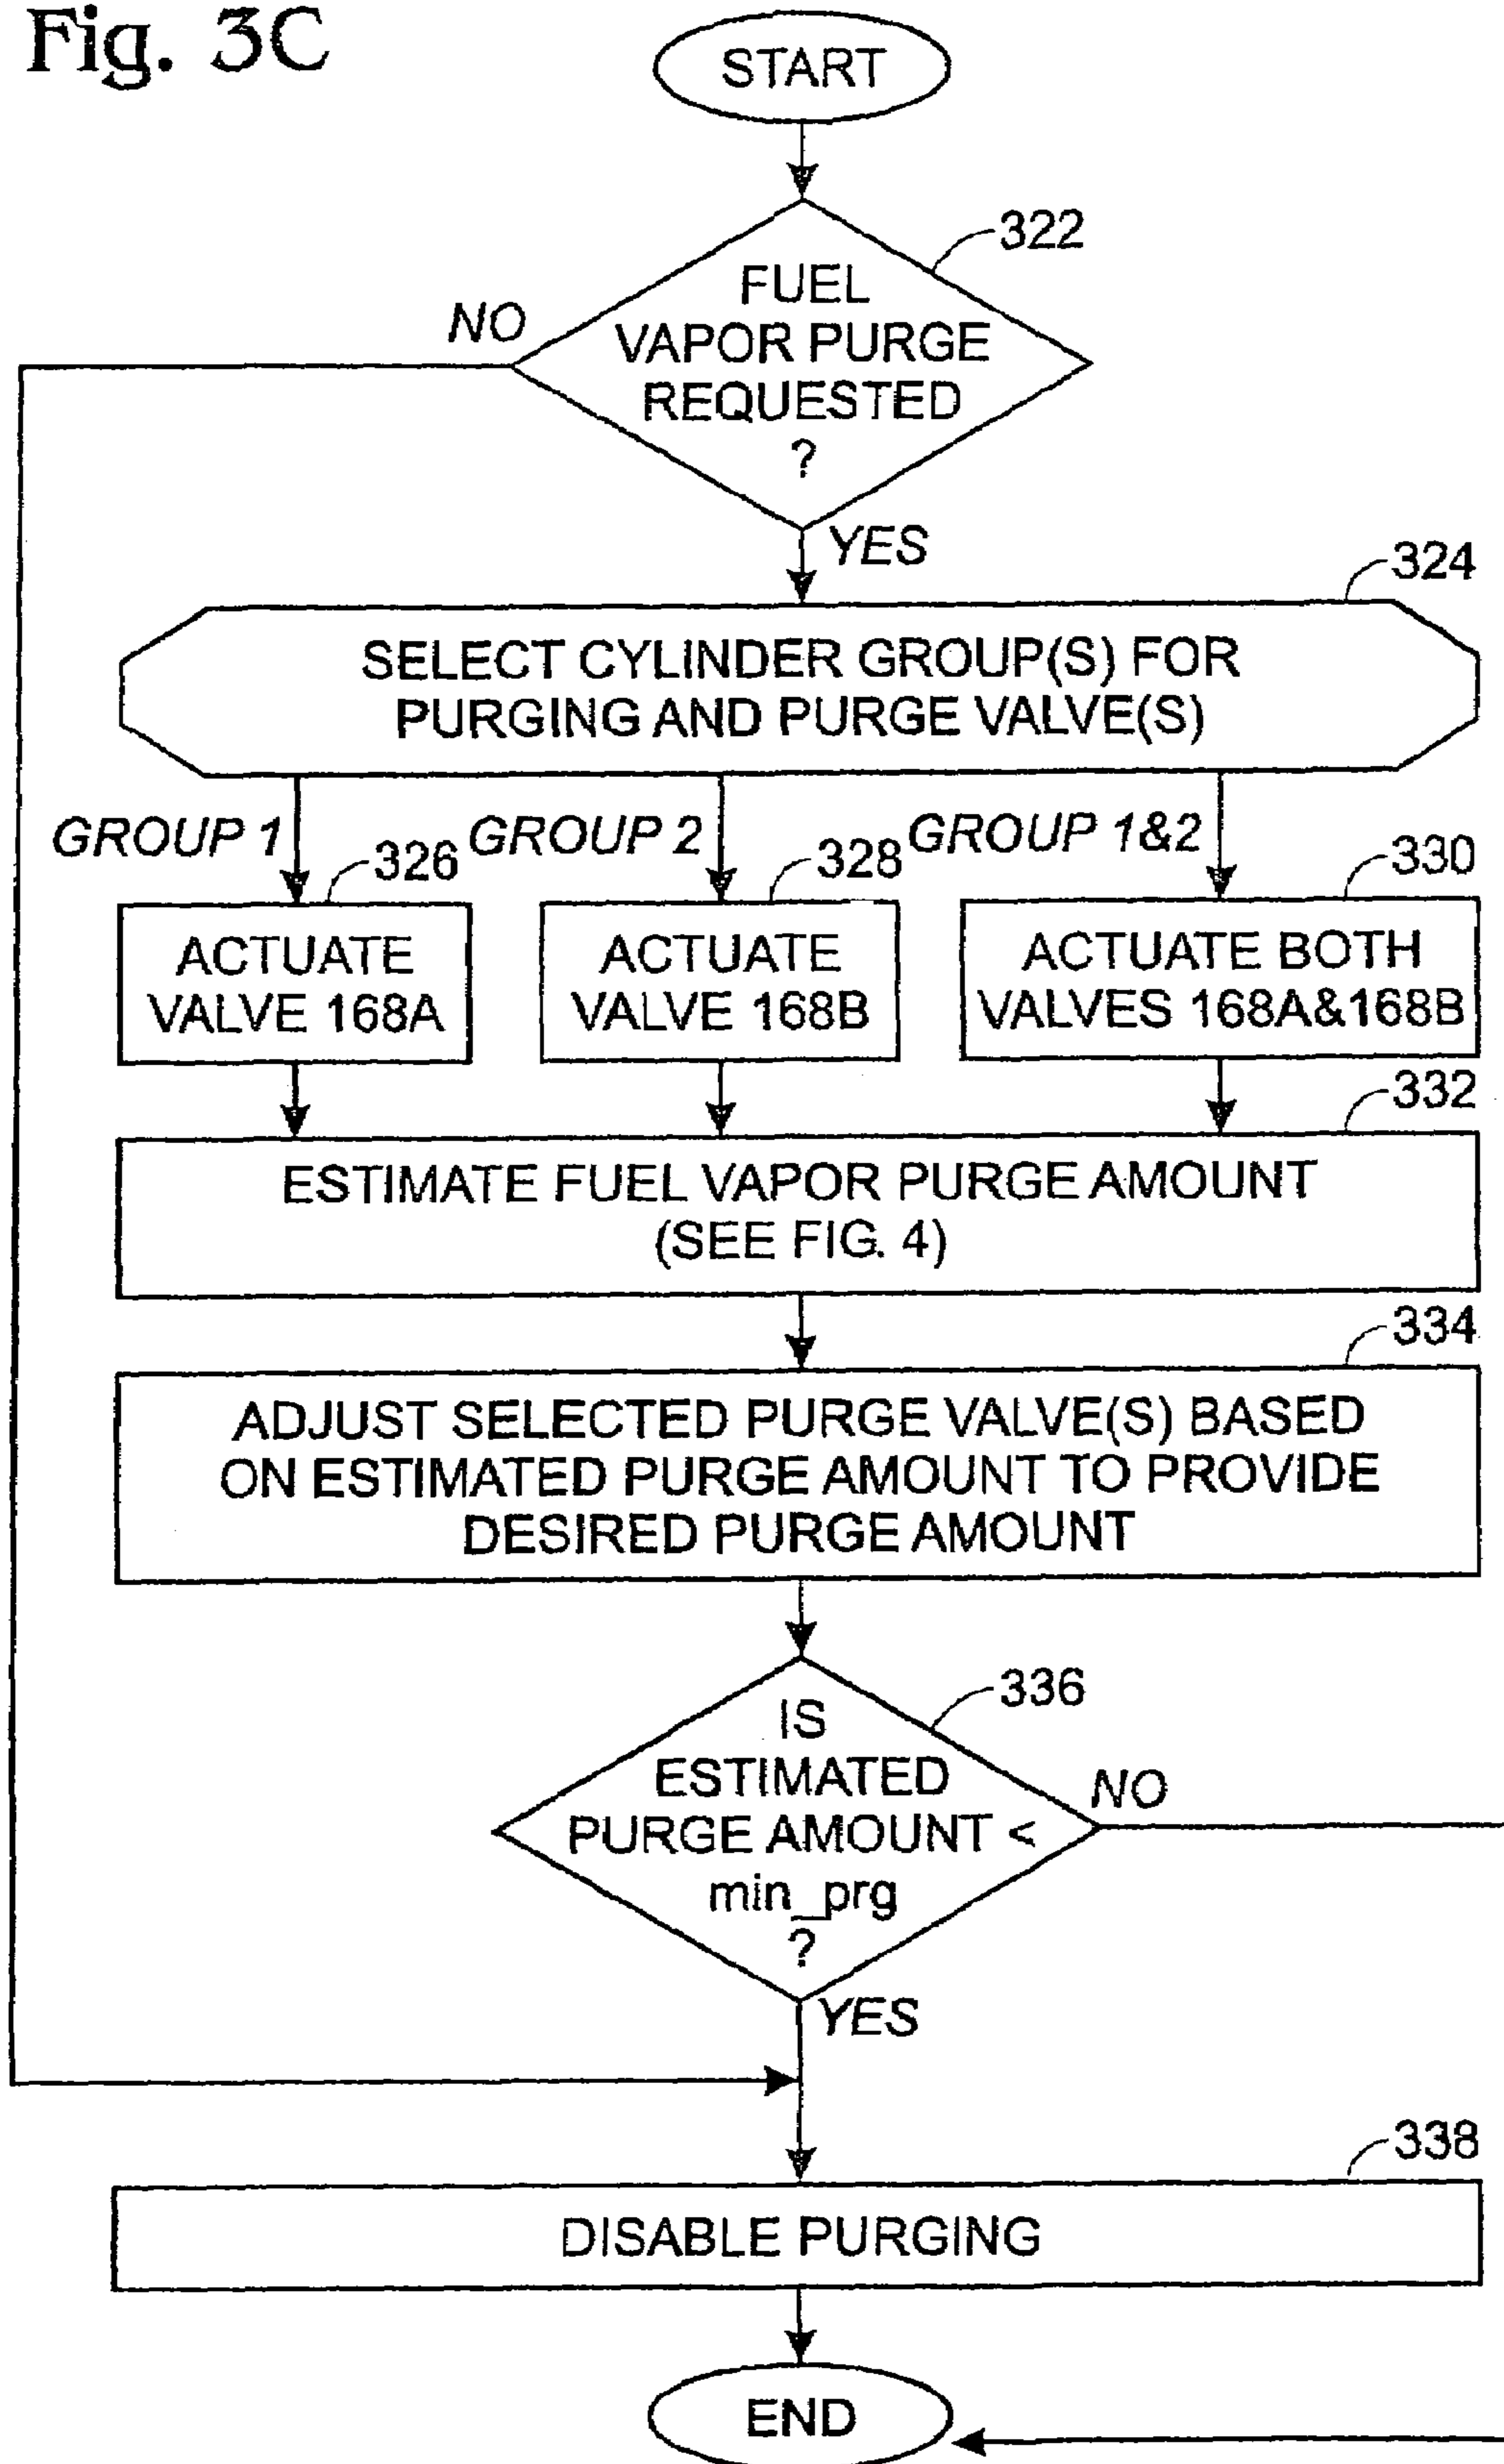 Fig. 3C
START
322
FUEL
VAPOR PURGE
REQUESTED
?
NO
YES
324
SELECT CYLINDER GROUP(S) FOR
PURGING AND PURGE VALVE(S)
GROUP 1
GROUP 2
GROUP 1&2
326
328
330
ACTUATE
VALVE 168A
ACTUATE
VALVE 168B
ACTUATE BOTH
VALVES 168A&168B
332
ESTIMATE FUEL VAPOR PURGE AMOUNT
(SEE FIG. 4)
334
ADJUST SELECTED PURGE VALVE(S) BASED
ON ESTIMATED PURGE AMOUNT TO PROVIDE
DESIRED PURGE AMOUNT
336
IS
ESTIMATED
PURGE AMOUNT <
min_prg
?
NO
YES
338
DISABLE PURGING
END